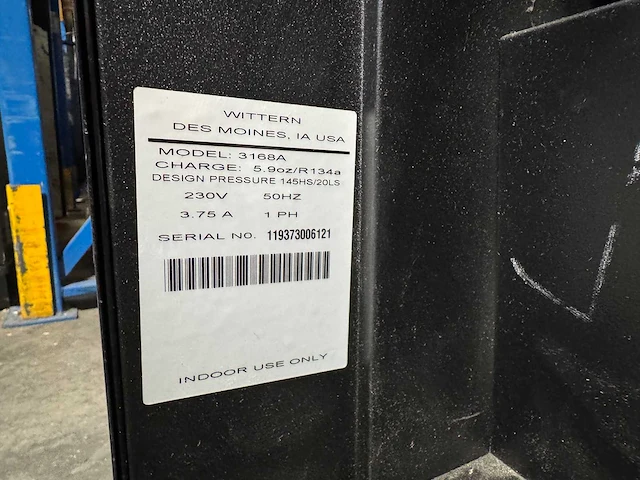 WITTERN
DES MOINES, IA USA
MODEL: 3168A
CHARGE: 5.9oz/R134a
DESIGN PRESSURE 145HS/20LS
230V 50HZ
3.75 A 1 PH
SERIAL NO. 119373006121
INDOOR USE ONLY